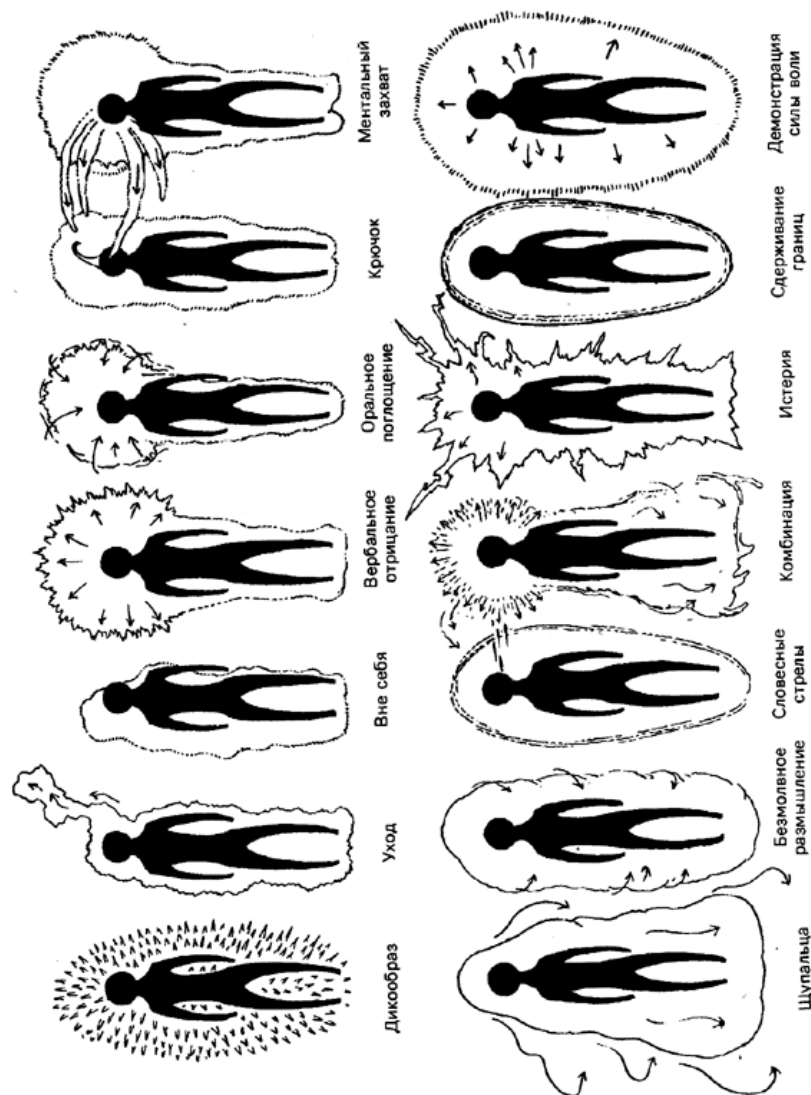 Дикообраз
Уход
Вне себя
Вербальное
отрицание
Оральное
поглощение
Крючок
Ментальный
захват
Щупальца
Безмолвное
размышление
Словесные
стрелы
Комбинация
Истерия
Сдерживание
границ
Демонстрация
силы воли